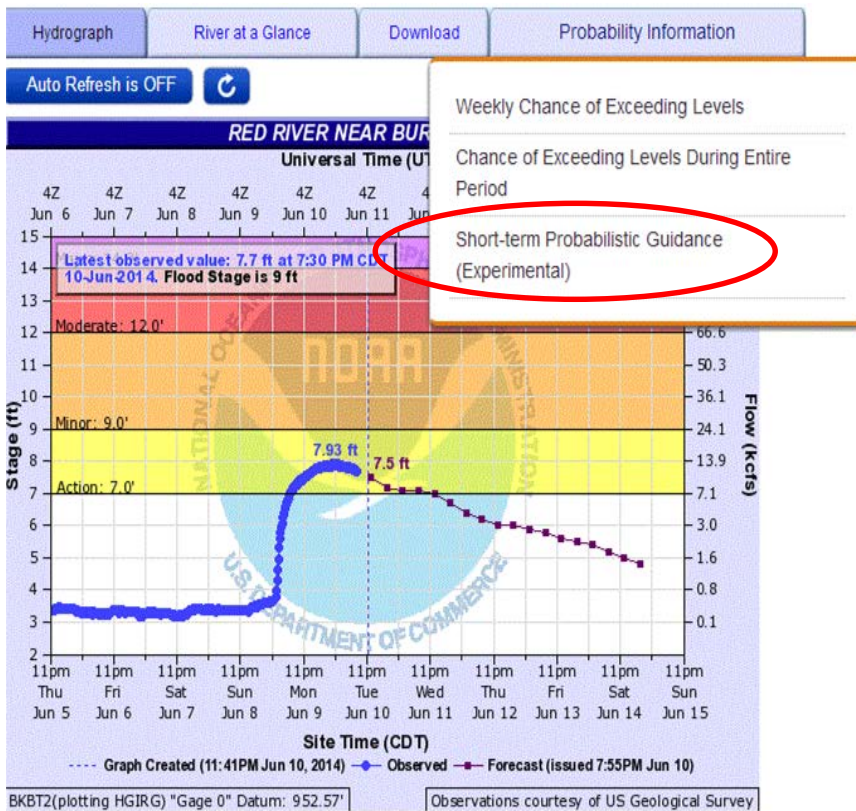 Hydrograph
River at a Glance
Download
Probability Information
Auto Refresh is OFF
Weekly Chance of Exceeding Levels
Chance of Exceeding Levels During Entire
Period
Short-term Probabilistic Guidance
(Experimental)
RED RIVER NEAR BUR
Universal Time (UT
4Z 4Z 4Z 4Z 4Z 4Z
Jun 6 Jun 7 Jun 8 Jun 9 Jun 10 Jun 11
Latest observed value: 7.7 ft at 7:30 PM CDT
10-Jun-2014. Flood Stage is 9 ft
15
14
13
12
11
10
9
8
7
6
5
4
3
2
Stage (ft)
Moderate: 12.0'
Minor: 9.0'
Action: 7.0'
7.93 ft
7.5 ft
NATIONAL OCEANIC
MINISTRATION
NOAA
U.S. DEPARTMENT OF COMMERCE
66.6
50.3
36.1
24.1
13.9
7.1
3.0
1.6
0.8
0.1
Flow (kcfs)
11pm 11pm 11pm 11pm 11pm 11pm 11pm 11pm 11pm 11pm 11pm
Thu Fri Sat Sun Mon Tue Wed Thu Fri Sat Sun
Jun 5 Jun 6 Jun 7 Jun 8 Jun 9 Jun 10 Jun 11 Jun 12 Jun 13 Jun 14 Jun 15
Site Time (CDT)
Graph Created (11:41PM Jun 10, 2014) Observed Forecast (issued 7:55PM Jun 10)
BKBT2(plotting HGIRG) "Gage 0" Datum: 952.57'
Observations courtesy of US Geological Survey